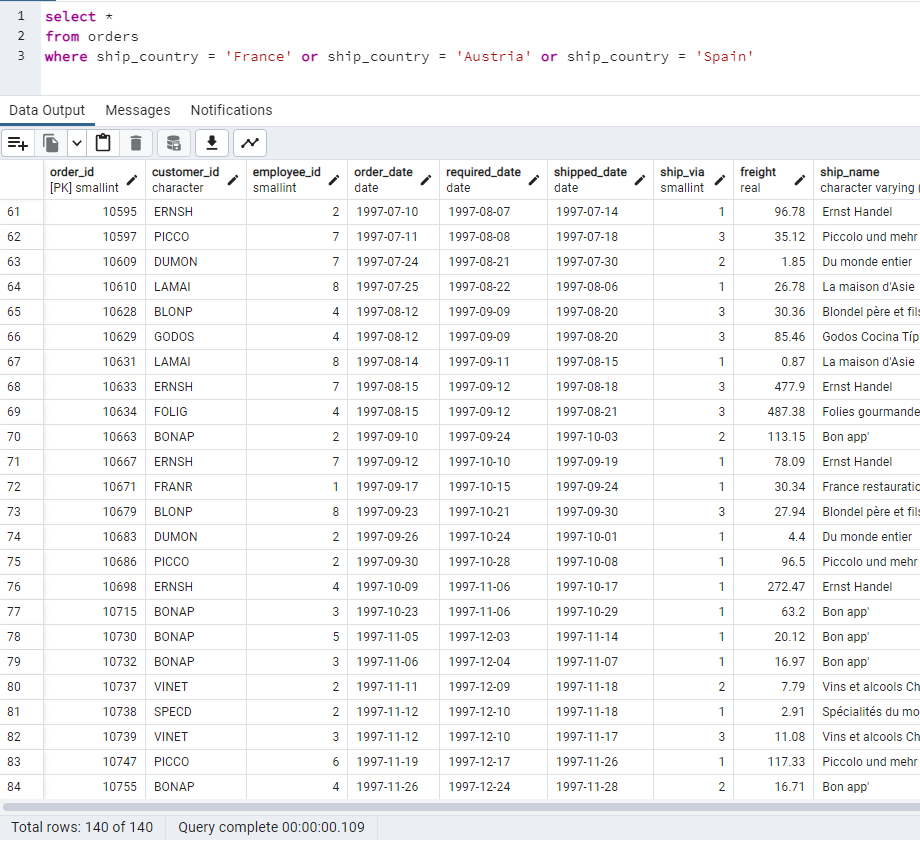 1 select *
2 from orders
3 where ship_country = 'France' or ship_country = 'Austria' or ship_country = 'Spain'
Data Output Messages Notifications
order_id customer_id employee_id order_date required_date shipped_date ship_via freight ship_name
[PK] smallint character smallint date date date smallint real character varying (
61 10595 ERNSH 2 1997-07-10 1997-08-07 1997-07-14 1 96.78 Ernst Handel
62 10597 PICCO 7 1997-07-11 1997-08-08 1997-07-18 3 35.12 Piccolo und mehr
63 10609 DUMON 7 1997-07-24 1997-08-21 1997-07-30 2 1.85 Du monde entier
64 10610 LAMAI 8 1997-07-25 1997-08-22 1997-08-06 1 26.78 La maison d'Asie
65 10628 BLONP 4 1997-08-12 1997-09-09 1997-08-20 3 30.36 Blondel père et fils
66 10629 GODOS 4 1997-08-12 1997-09-09 1997-08-20 3 85.46 Godos Cocina Típ
67 10631 LAMAI 8 1997-08-14 1997-09-11 1997-08-15 1 0.87 La maison d'Asie
68 10633 ERNSH 7 1997-08-15 1997-09-12 1997-08-18 3 477.9 Ernst Handel
69 10634 FOLIG 4 1997-08-15 1997-09-12 1997-08-21 3 487.38 Folies gourmande
70 10663 BONAP 2 1997-09-10 1997-09-24 1997-10-03 2 113.15 Bon app'
71 10667 ERNSH 7 1997-09-12 1997-10-10 1997-09-19 1 78.09 Ernst Handel
72 10671 FRANR 1 1997-09-17 1997-10-15 1997-09-24 1 30.34 France restauratio
73 10679 BLONP 8 1997-09-23 1997-10-21 1997-09-30 3 27.94 Blondel père et fils
74 10683 DUMON 2 1997-09-26 1997-10-24 1997-10-01 1 4.4 Du monde entier
75 10686 PICCO 2 1997-09-30 1997-10-28 1997-10-08 1 96.5 Piccolo und mehr
76 10698 ERNSH 4 1997-10-09 1997-11-06 1997-10-17 1 272.47 Ernst Handel
77 10715 BONAP 3 1997-10-23 1997-11-06 1997-10-29 1 63.2 Bon app'
78 10730 BONAP 5 1997-11-05 1997-12-03 1997-11-14 1 20.12 Bon app'
79 10732 BONAP 3 1997-11-06 1997-12-04 1997-11-07 1 16.97 Bon app'
80 10737 VINET 2 1997-11-11 1997-12-09 1997-11-18 2 7.79 Vins et alcools Ch
81 10738 SPECD 2 1997-11-12 1997-12-10 1997-11-18 1 2.91 Spécialités du mo
82 10739 VINET 3 1997-11-12 1997-12-10 1997-11-17 3 11.08 Vins et alcools Ch
83 10747 PICCO 6 1997-11-19 1997-12-17 1997-11-26 1 117.33 Piccolo und mehr
84 10755 BONAP 4 1997-11-26 1997-12-24 1997-11-28 2 16.71 Bon app'
Total rows: 140 of 140 Query complete 00:00:00.109